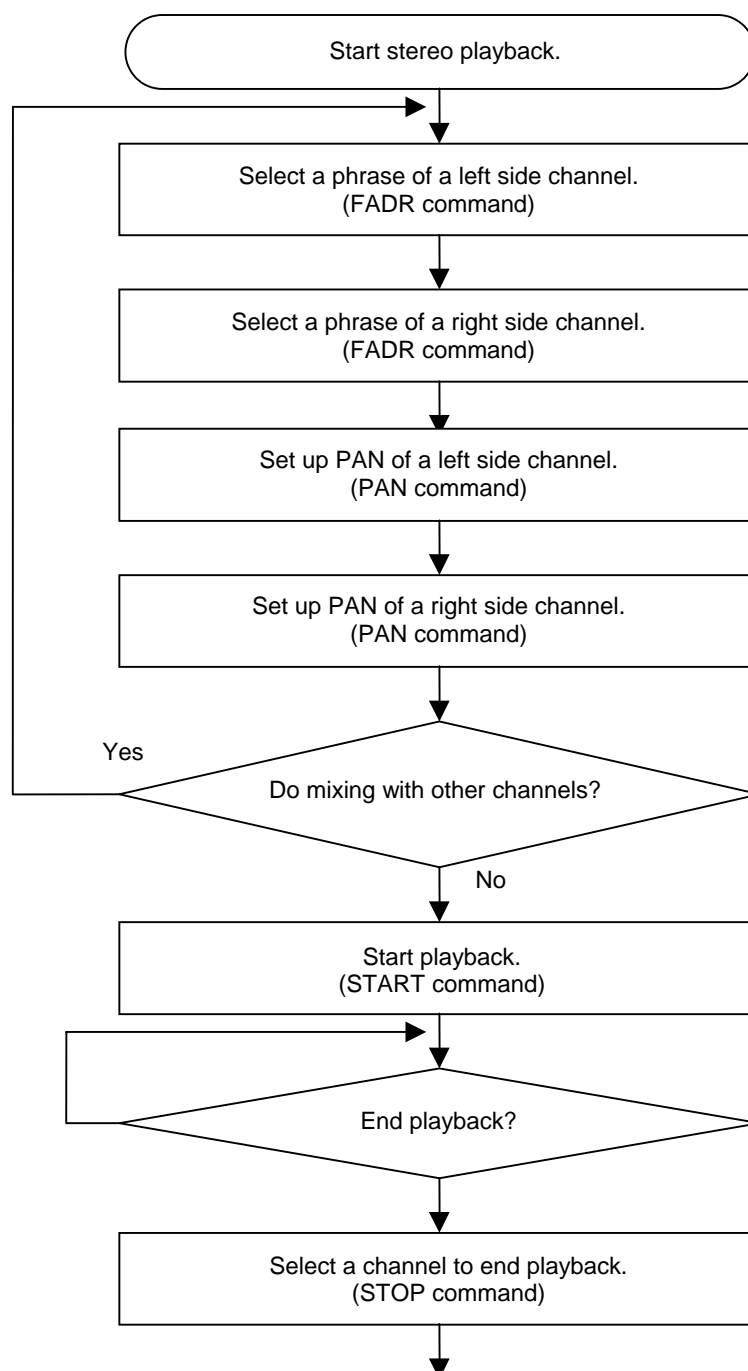 Start stereo playback.
Select a phrase of a left side channel.
(FADR command)
Select a phrase of a right side channel.
(FADR command)
Set up PAN of a left side channel.
(PAN command)
Set up PAN of a right side channel.
(PAN command)
Yes
Do mixing with other channels?
No
Start playback.
(START command)
End playback?
Select a channel to end playback.
(STOP command)